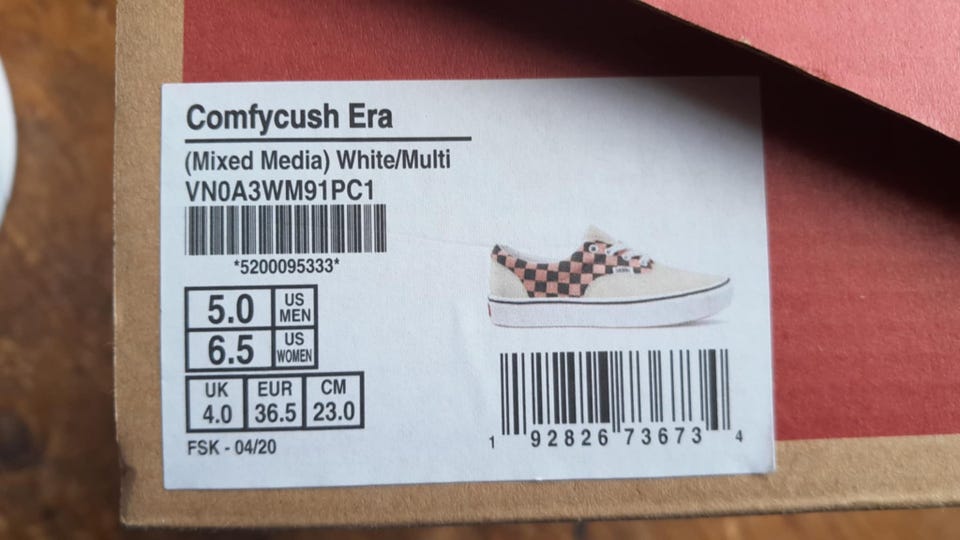 Comfycush Era
(Mixed Media) White/Multi
VN0A3WM91PC1
*5200095333*
5.0 US MEN
6.5 US WOMEN
UK EUR CM
4.0 36.5 23.0
FSK - 04/20
1 92826 73673 4